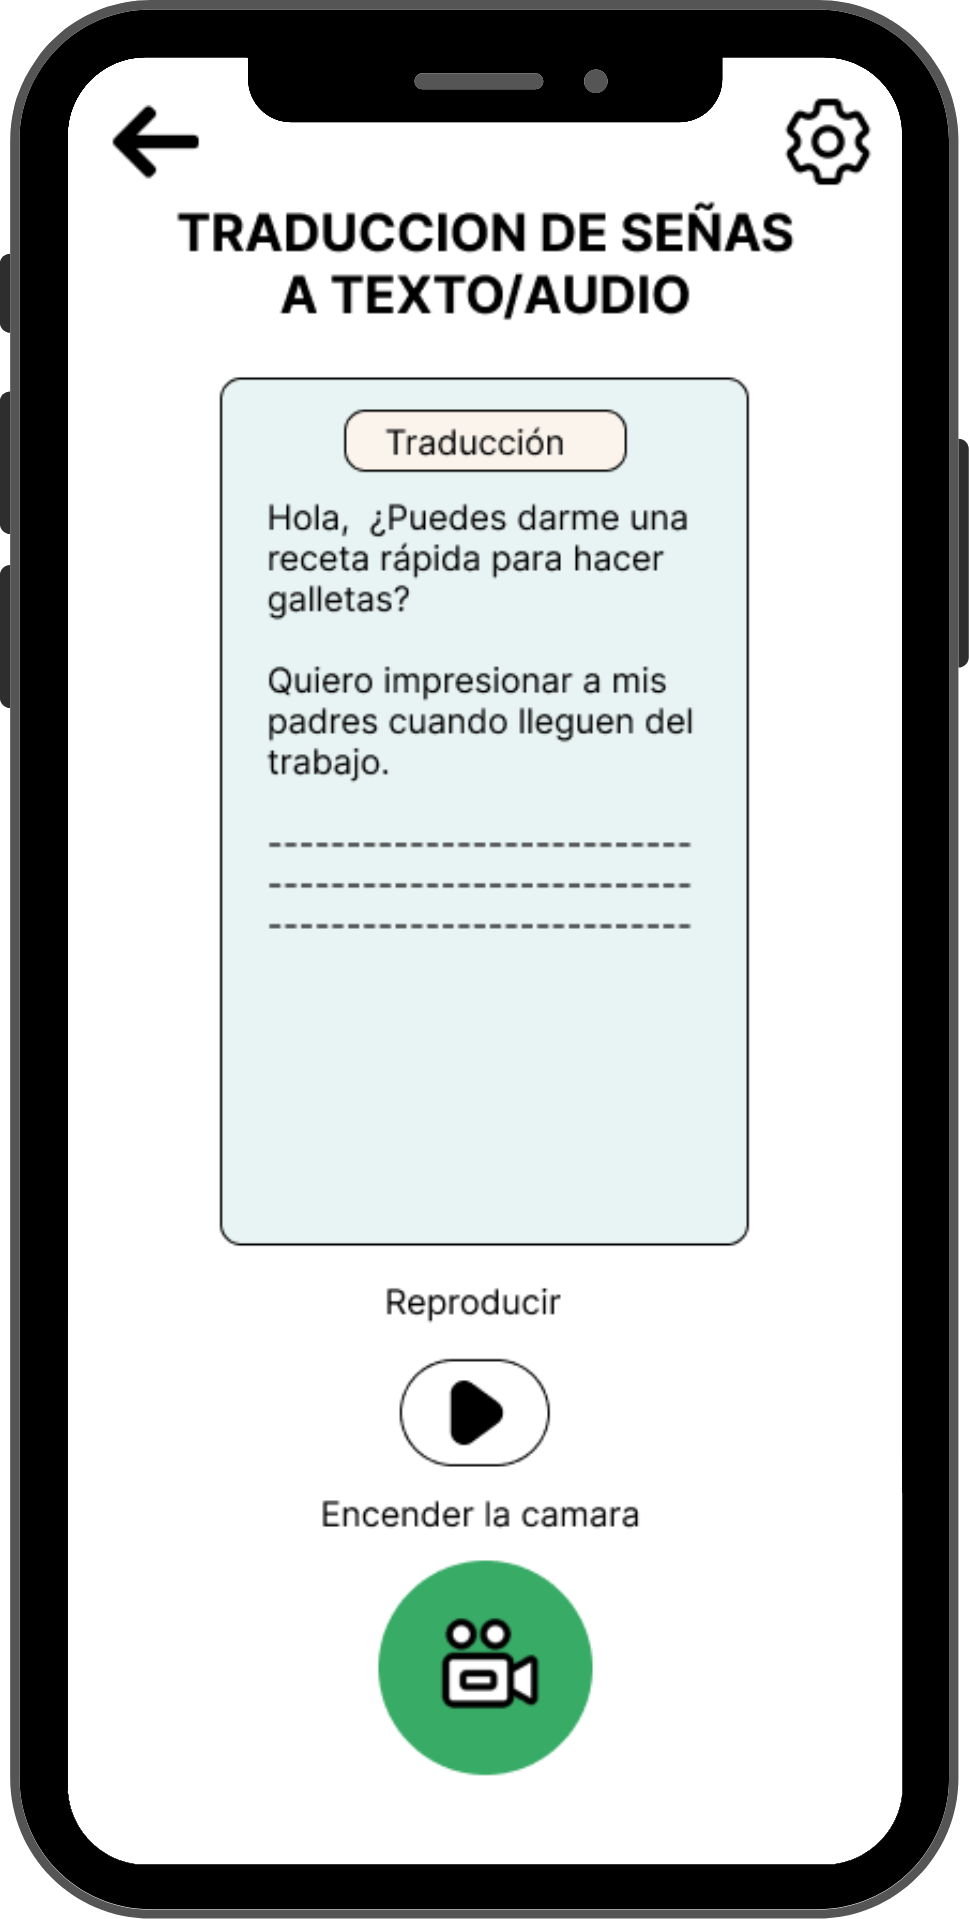 TRADUCCION DE SEÑAS
A TEXTO/AUDIO
Traducción
Hola,  ¿Puedes darme una
receta rápida para hacer
galletas?
Quiero impresionar a mis
padres cuando lleguen del
trabajo.
---------------------------
---------------------------
---------------------------
Reproducir
Encender la camara